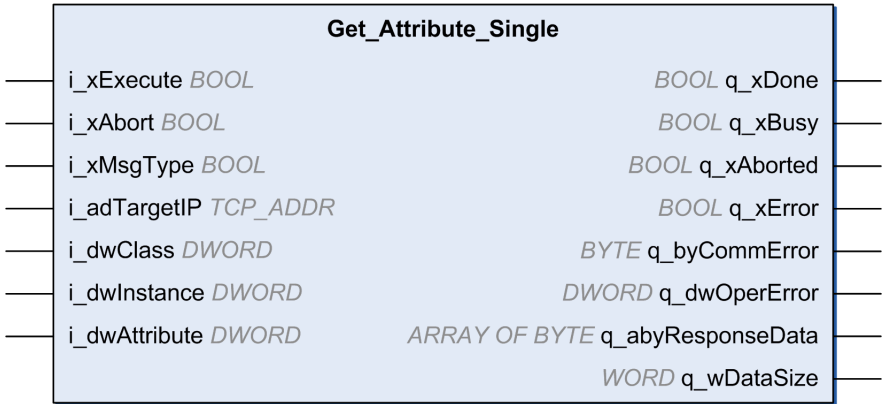 Get_Attribute_Single
i_xExecute BOOL BOOL q_xDone
i_xAbort BOOL BOOL q_xBusy
i_xMsgType BOOL BOOL q_xAborted
i_adTargetIP TCP_ADDR BOOL q_xError
i_dwClass DWORD BYTE q_byCommError
i_dwInstance DWORD DWORD q_dwOperError
i_dwAttribute DWORD ARRAY OF BYTE q_abyResponseData
WORD q_wDataSize